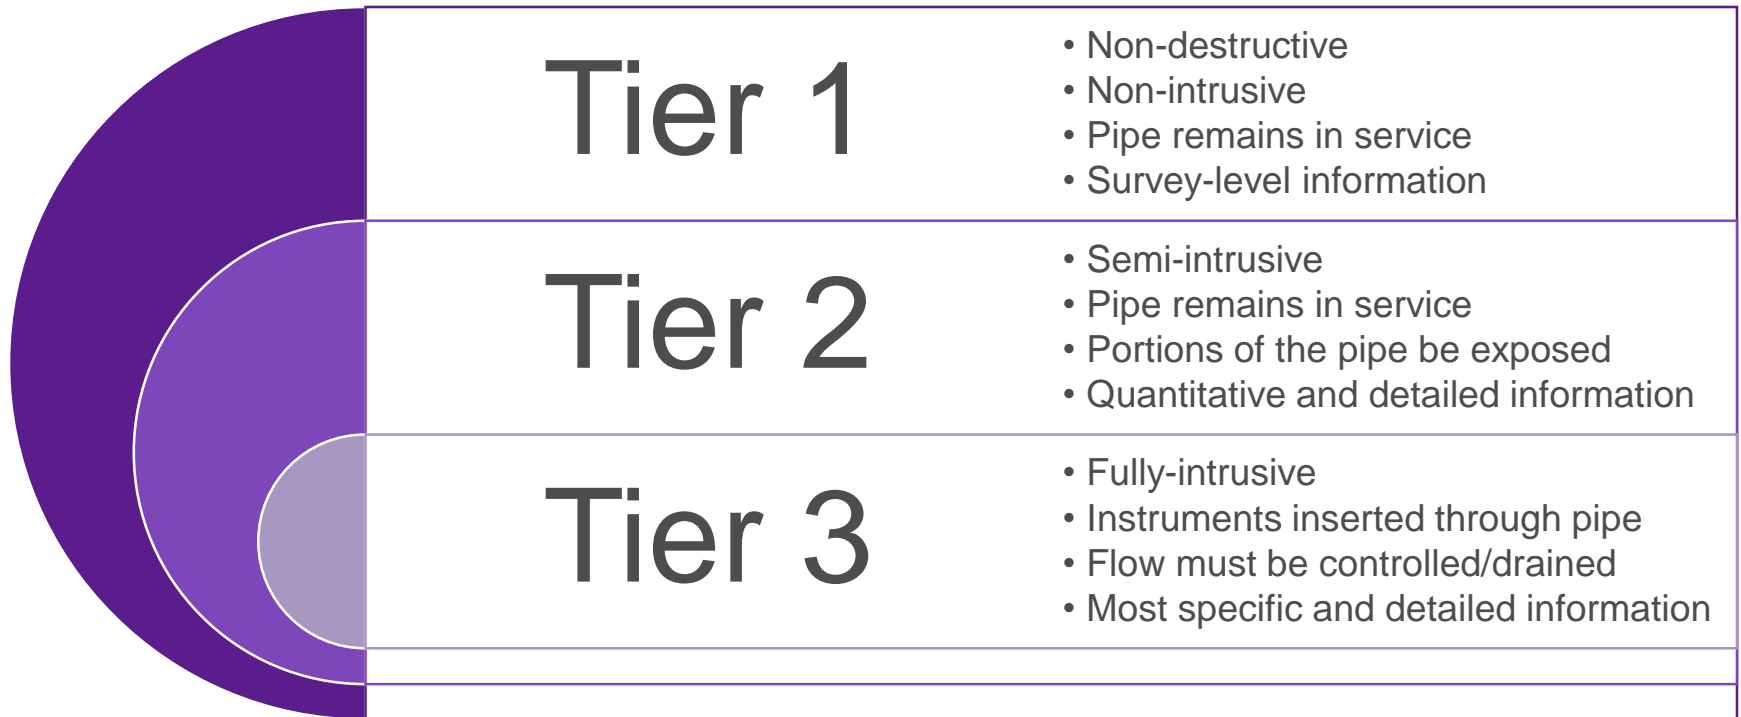 Tier 1
• Non-destructive
• Non-intrusive
• Pipe remains in service
• Survey-level information
Tier 2
• Semi-intrusive
• Pipe remains in service
• Portions of the pipe be exposed
• Quantitative and detailed information
Tier 3
• Fully-intrusive
• Instruments inserted through pipe
• Flow must be controlled/drained
• Most specific and detailed information